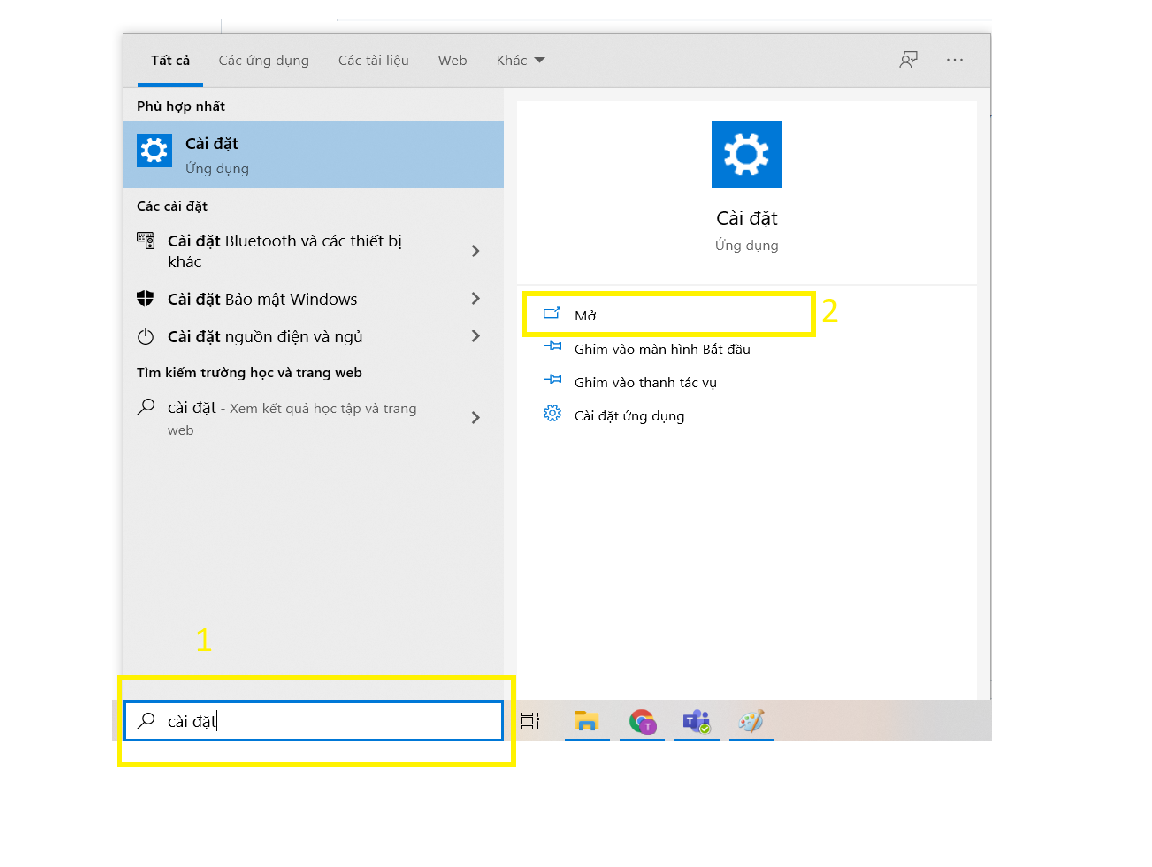 Tất cả
Các ứng dụng
Các tài liệu
Web
Khác
Phù hợp nhất
Cài đặt
Ứng dụng
Các cài đặt
Cài đặt Bluetooth và các thiết bị
khác
Cài đặt Bảo mật Windows
Cài đặt nguồn điện và ngủ
Tìm kiếm trường học và trang web
cài đặt - Xem kết quả học tập và trang
web
1
cài đặt
Cài đặt
Ứng dụng
Mở
2
Ghim vào màn hình Bắt đầu
Ghim vào thanh tác vụ
Cài đặt ứng dụng
T
T